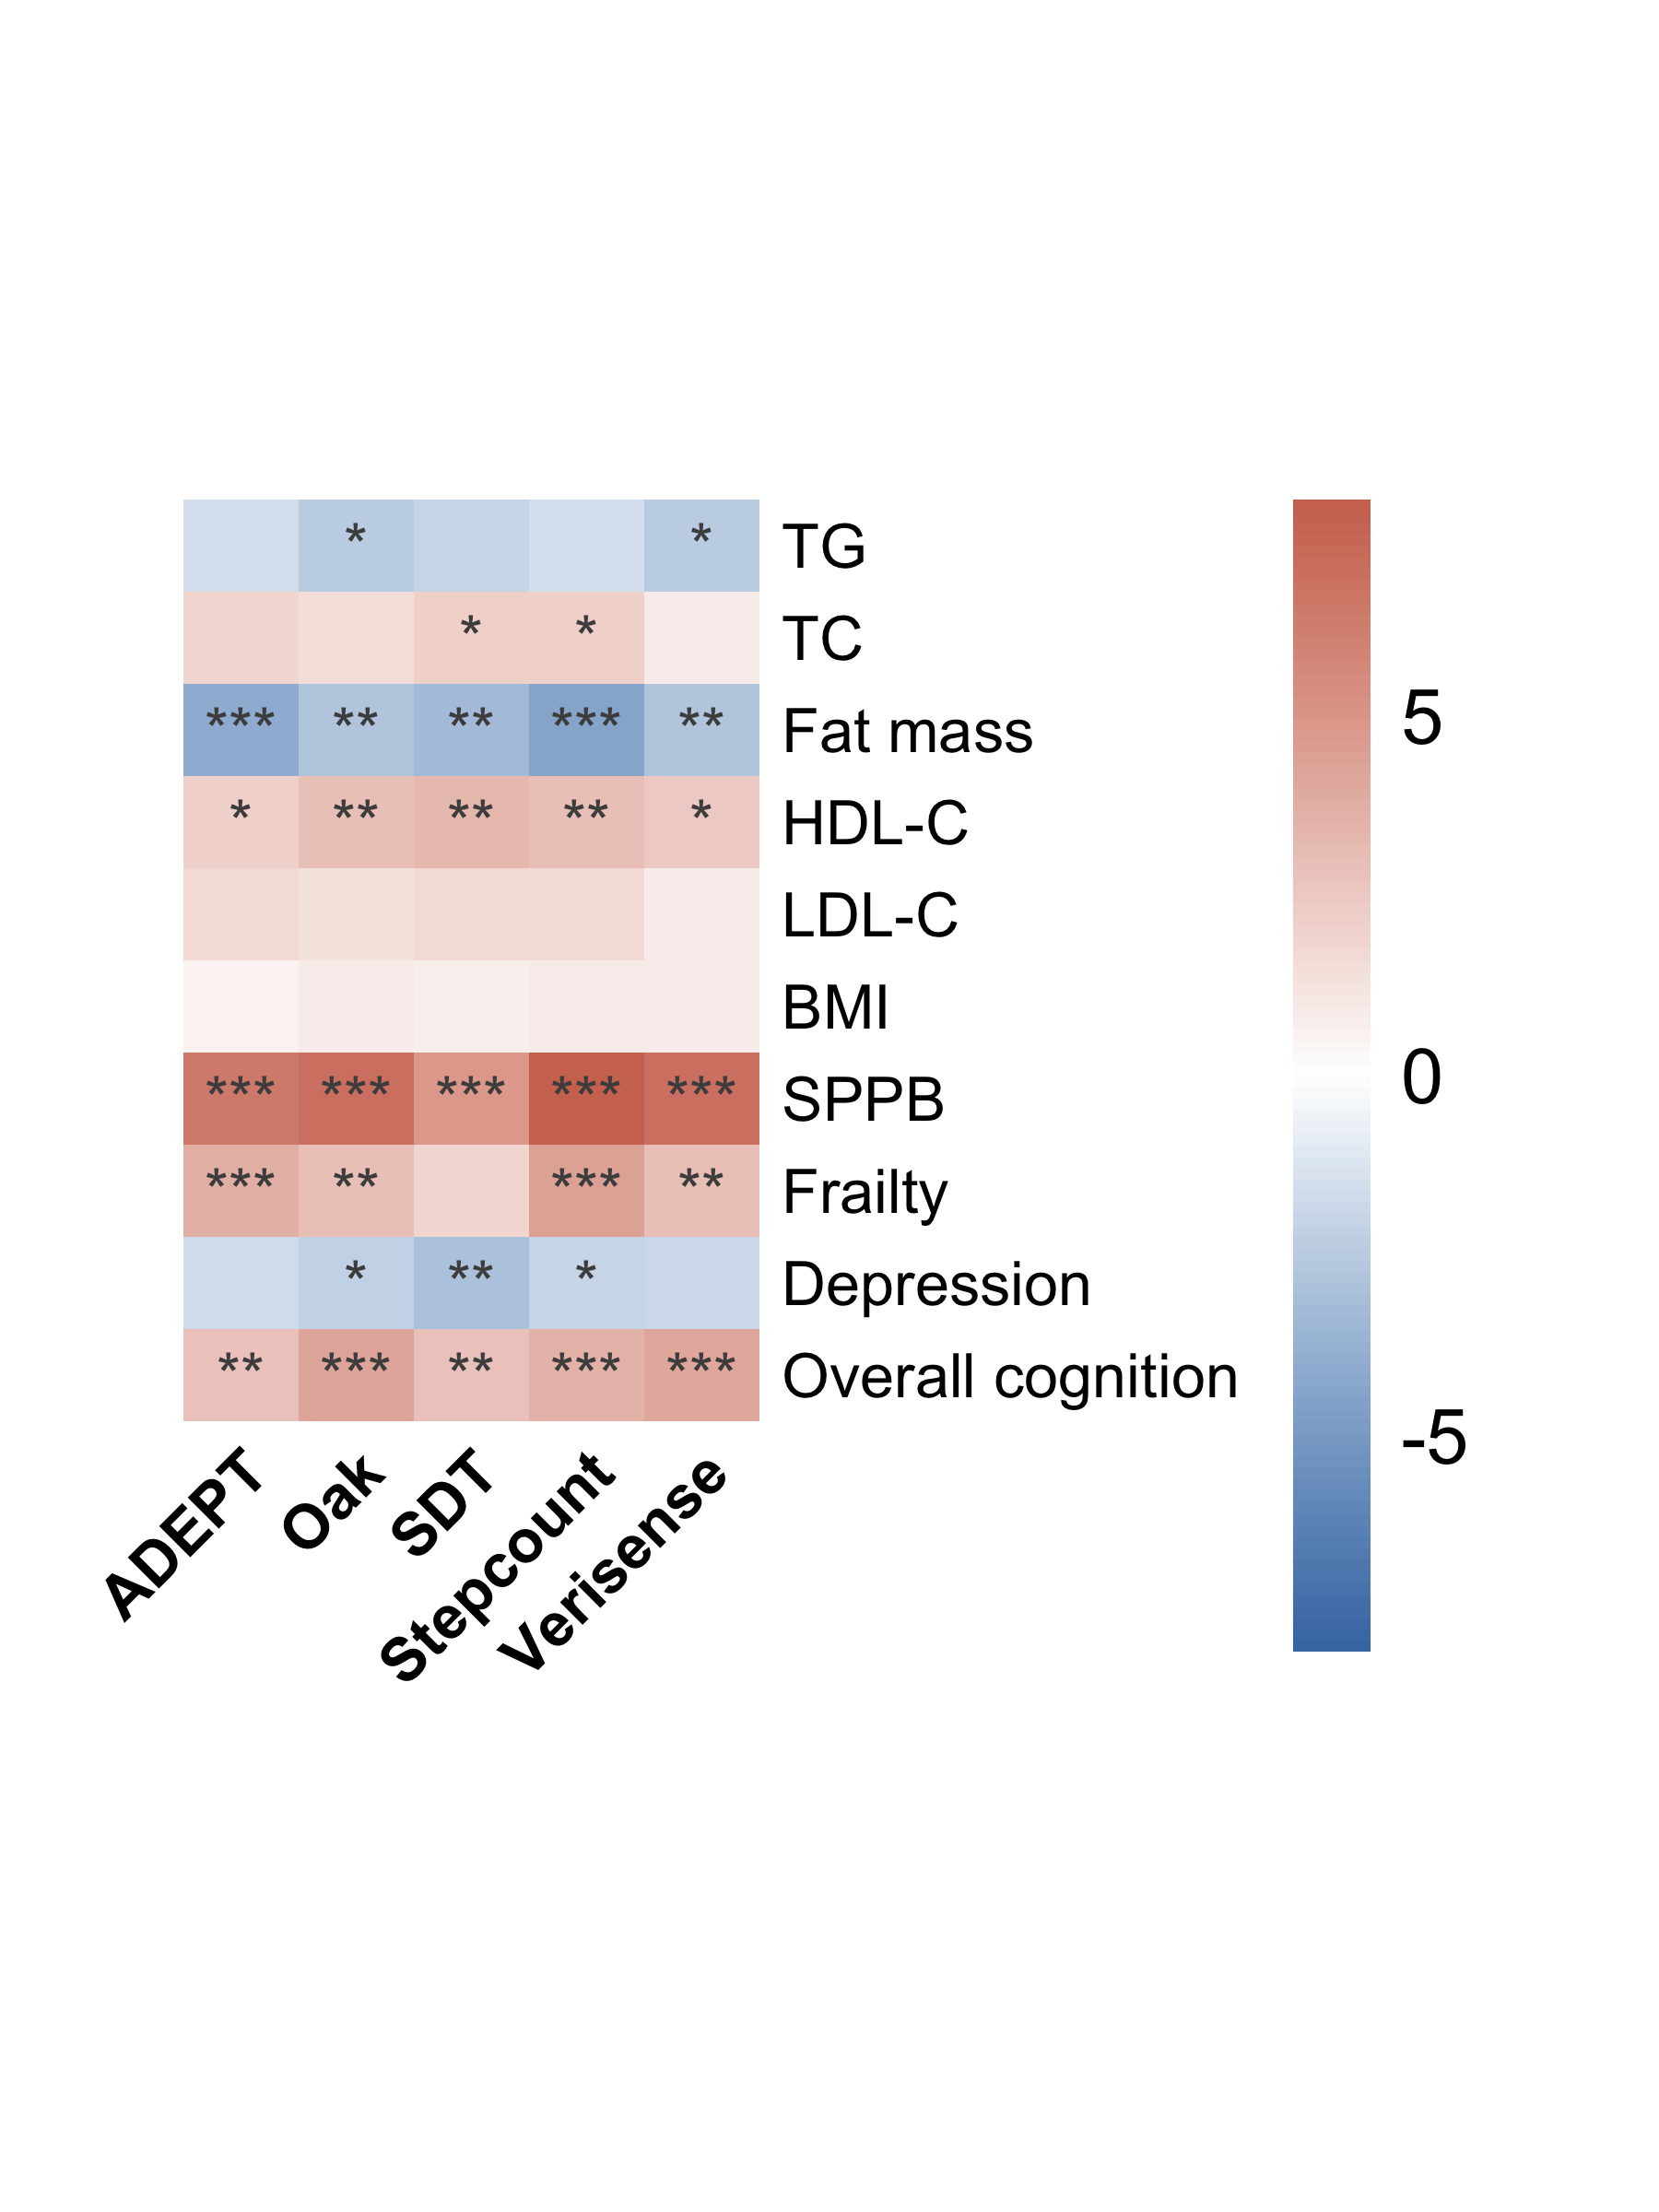 * * TG
* * TC
*** ** ** *** ** Fat mass
* ** ** ** * HDL-C
LDL-C
BMI
*** *** *** *** *** SPPB
*** ** *** ** Frailty
* ** * Depression
** *** ** *** *** Overall cognition
ADEPT
Oak
SDT
Stepcount
Verisense
5
0
-5